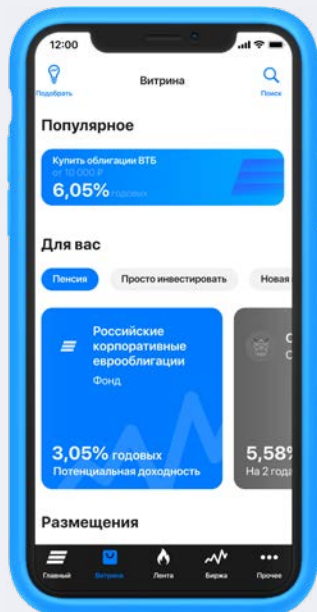 12:00
Подобрать
Витрина
Поиск
Популярное
Купить облигации ВТБ
от 10 000 ₽
6,05% годовых
Для вас
Пенсия
Просто инвестировать
Новая
Российские
корпоративные
еврооблигации
Фонд
3,05% годовых
Потенциальная доходность
5,58%
На 2 года
Размещения
Главный
Витрина
Лента
Биржа
Прочее